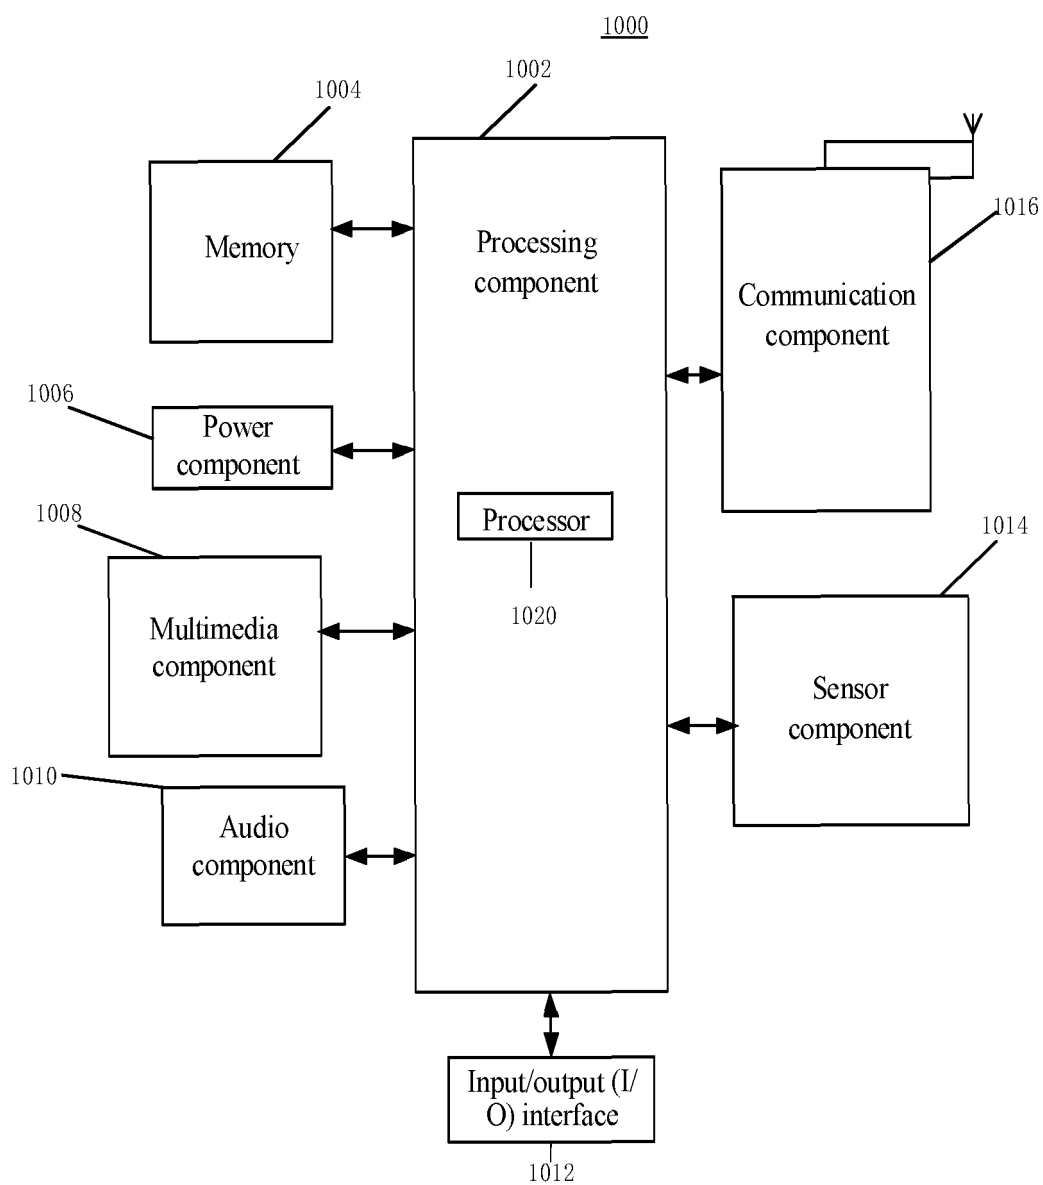 1000
1002
1004
Memory
Processing
component
1016
Communication
component
1006
Power
component
1008
Processor
1020
1014
Multimedia
component
Sensor
component
1010
Audio
component
Input/output (I/
O) interface
1012